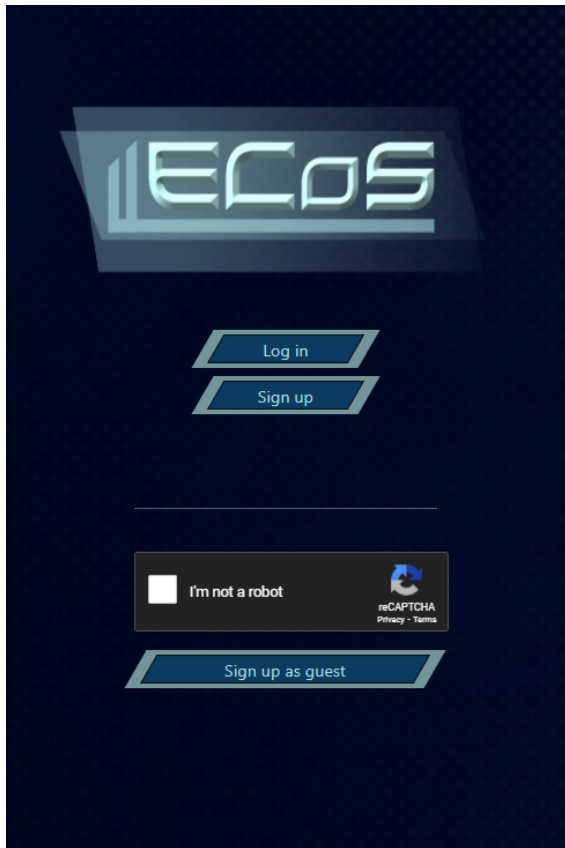 ECoS
Log in
Sign up
I'm not a robot
reCAPTCHA
Privacy - Terms
Sign up as guest